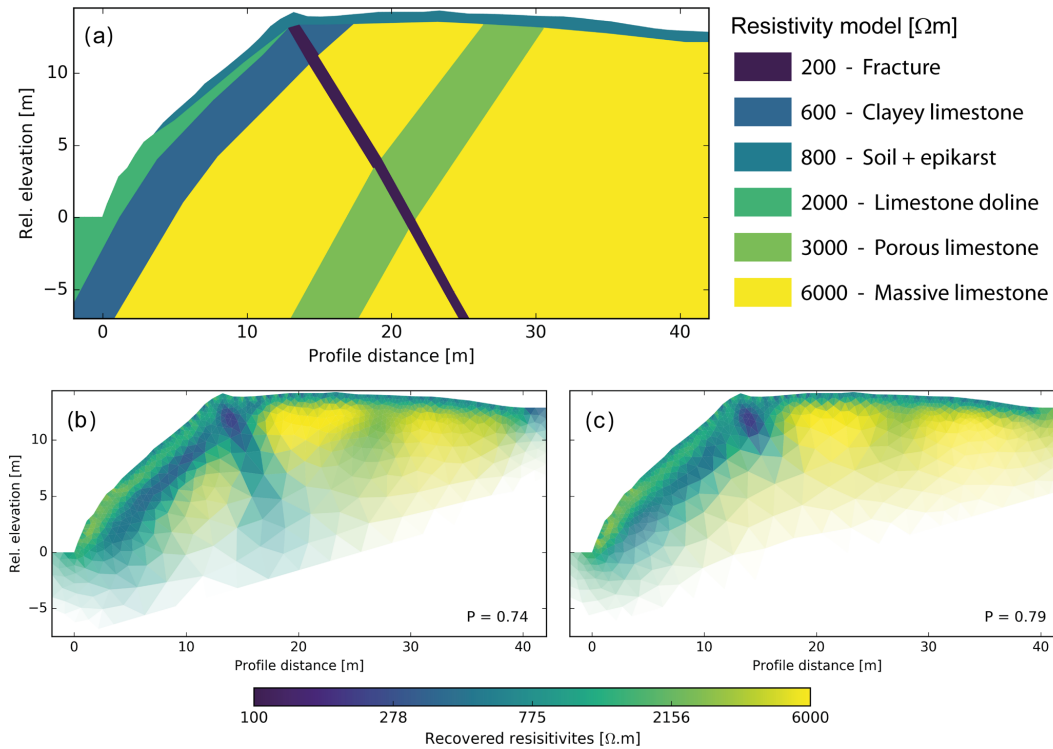 (a)
Resistivity model [Ωm]
200 - Fracture
600 - Clayey limestone
800 - Soil + epikarst
2000 - Limestone doline
3000 - Porous limestone
6000 - Massive limestone
Rel. elevation [m]
10
5
0
−5
0
10
20
30
40
Profile distance [m]
(b)
Rel. elevation [m]
10
5
0
−5
P = 0.74
0
10
20
30
40
Profile distance [m]
(c)
P = 0.79
0
10
20
30
40
Profile distance [m]
100
278
775
2156
6000
Recovered resisitivites [Ω.m]